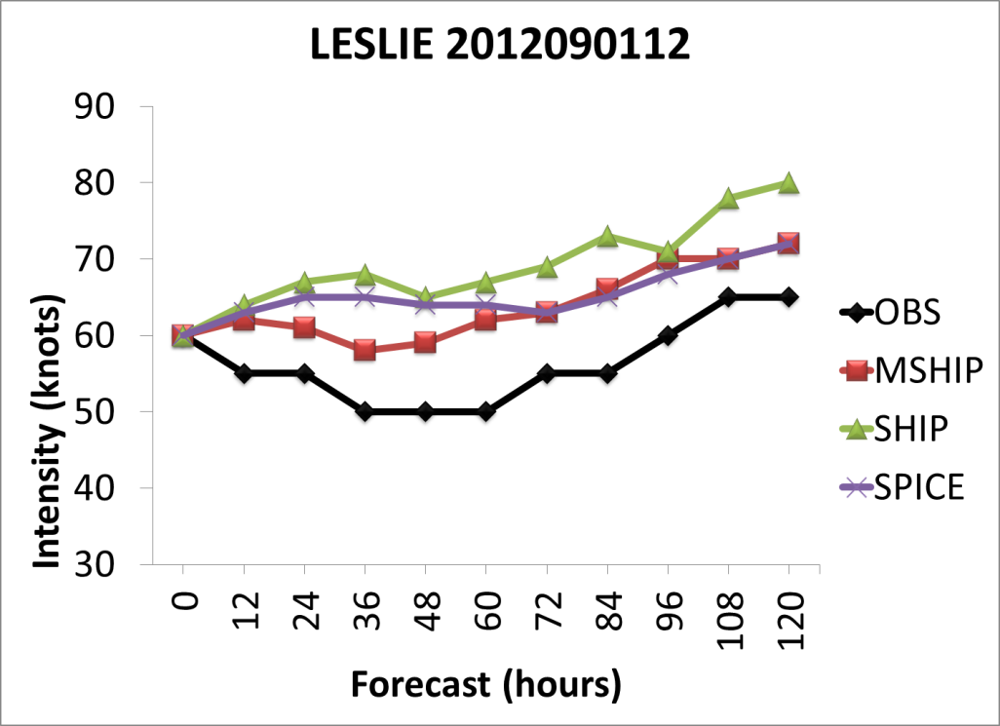 LESLIE 2012090112
90
80
70
60
50
40
30
Intensity (knots)
0 12 24 36 48 60 72 84 96 108 120
Forecast (hours)
OBS
MSHIP
SHIP
SPICE